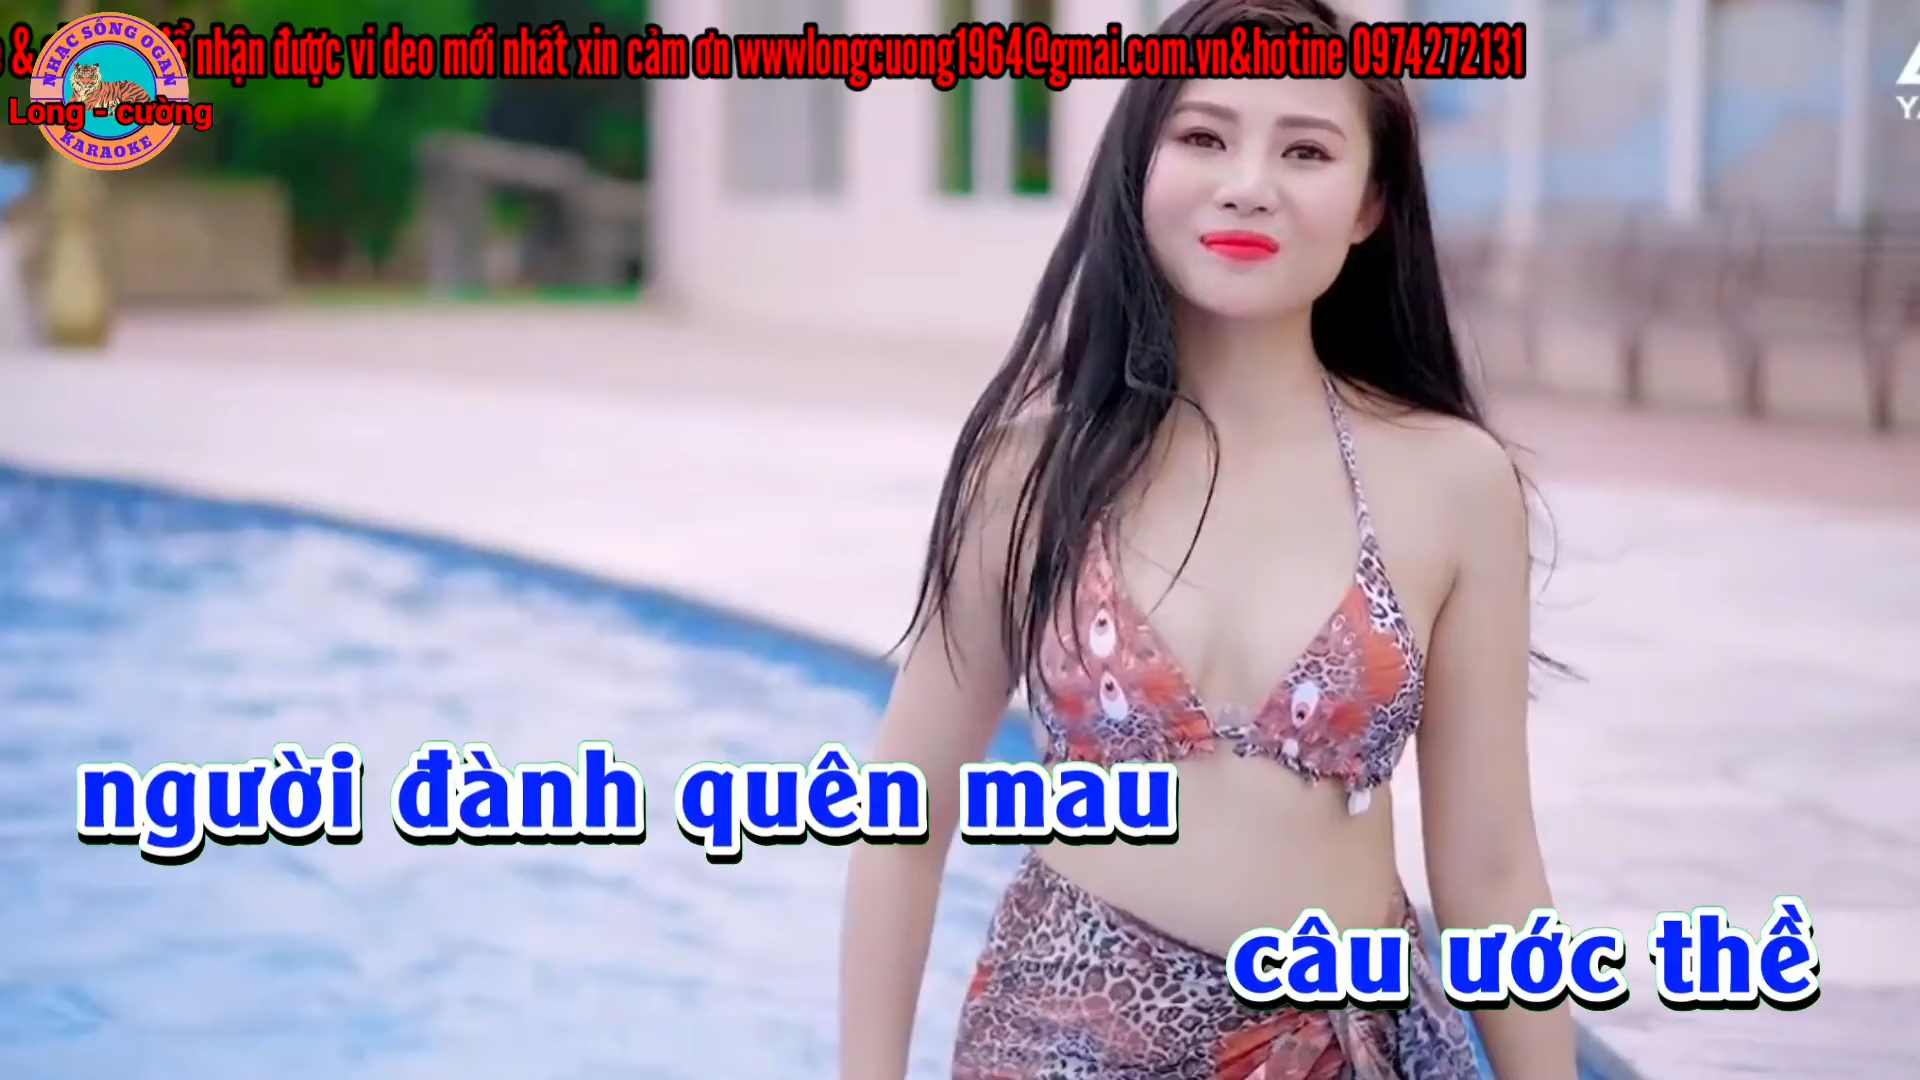 & để nhận được vi deo mới nhất xin cảm ơn wwwlongcuong1964@gmai.com.vn&hotine 0974272131
NHẠC SỐNG OGAN
Long - cường
KARAOKE
YA
người đành quên mau
câu ước thề